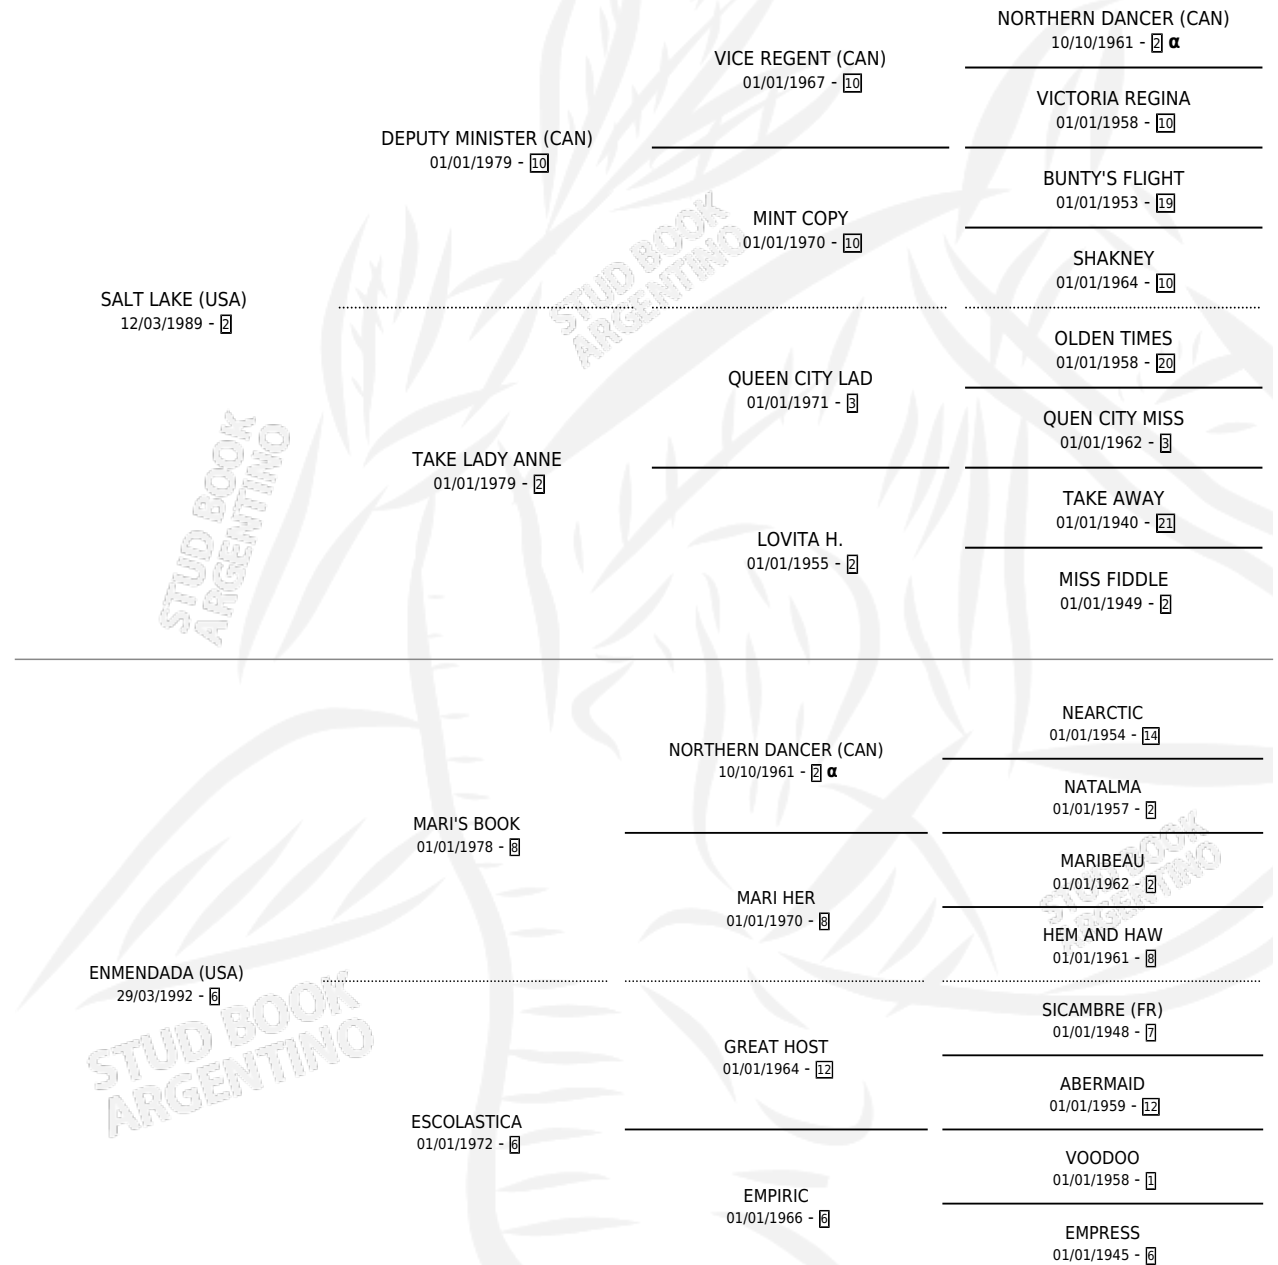 NORTHERN DANCER (CAN)
10/10/1961 - 2 α
VICE REGENT (CAN)
01/01/1967 - 10
VICTORIA REGINA
01/01/1958 - 10
DEPUTY MINISTER (CAN)
01/01/1979 - 10
BUNTY'S FLIGHT
01/01/1953 - 19
MINT COPY
01/01/1970 - 10
SHAKNEY
01/01/1964 - 10
SALT LAKE (USA)
12/03/1989 - 2
OLDEN TIMES
01/01/1958 - 20
QUEEN CITY LAD
01/01/1971 - 3
QUEN CITY MISS
01/01/1962 - 3
TAKE LADY ANNE
01/01/1979 - 2
TAKE AWAY
01/01/1940 - 21
LOVITA H.
01/01/1955 - 2
MISS FIDDLE
01/01/1949 - 2
NEARCTIC
01/01/1954 - 14
NORTHERN DANCER (CAN)
10/10/1961 - 2 α
NATALMA
01/01/1957 - 2
MARI'S BOOK
01/01/1978 - 8
MARIBEAU
01/01/1962 - 2
MARI HER
01/01/1970 - 8
HEM AND HAW
01/01/1961 - 8
ENMENDADA (USA)
29/03/1992 - 6
SICAMBRE (FR)
01/01/1948 - 7
GREAT HOST
01/01/1964 - 12
ABERMAID
01/01/1959 - 12
ESCOLASTICA
01/01/1972 - 6
VOODOO
01/01/1958 - 1
EMPIRIC
01/01/1966 - 6
EMPRESS
01/01/1945 - 6
STUD BOOK
ARGENTINO
STUD BOOK
ARGENTINO
STUD BOOK
ARGENTINO
STUD BOOK
ARGENTINO